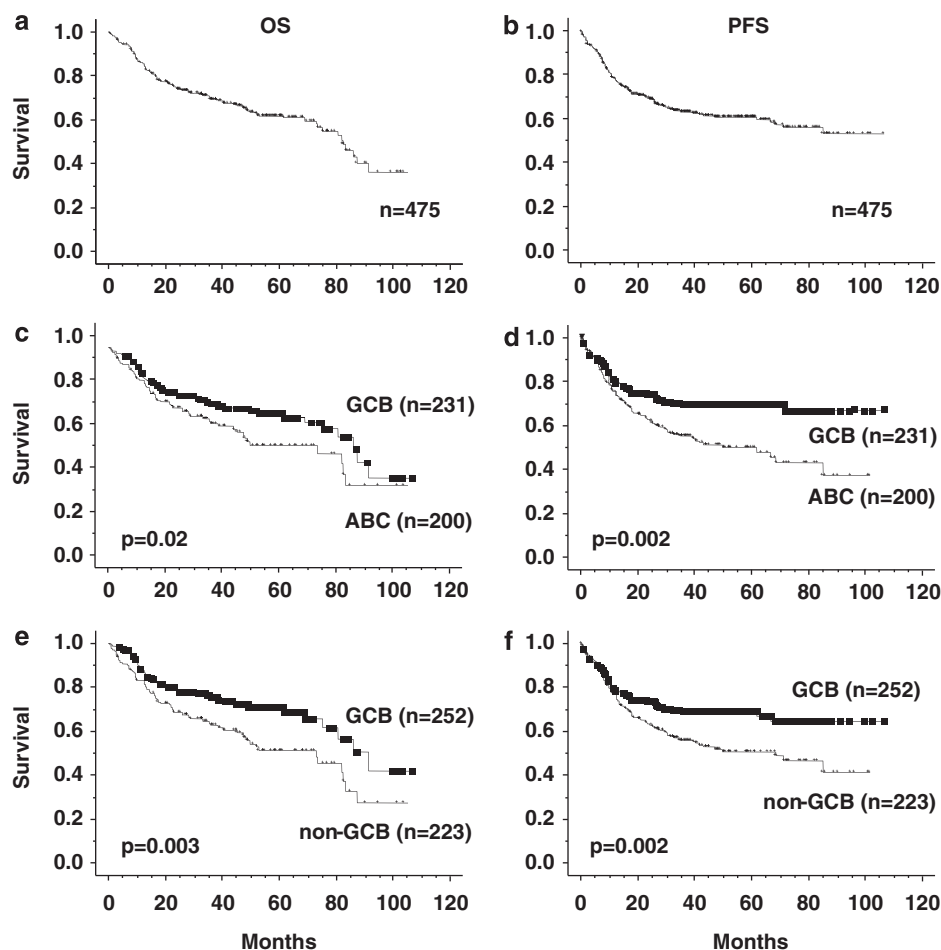 a
OS
Survival
1.0
0.8
0.6
0.4
0.2
0.0
n=475
0 20 40 60 80 100 120
b
PFS
1.0
0.8
0.6
0.4
0.2
0.0
n=475
0 20 40 60 80 100 120
c
Survival
1.0
0.8
0.6
0.4
0.2
0.0
GCB (n=231)
ABC (n=200)
p=0.02
0 20 40 60 80 100 120
d
1.0
0.8
0.6
0.4
0.2
0.0
GCB (n=231)
ABC (n=200)
p=0.002
0 20 40 60 80 100 120
e
Survival
1.0
0.8
0.6
0.4
0.2
0.0
GCB (n=252)
non-GCB (n=223)
p=0.003
0 20 40 60 80 100 120
Months
f
1.0
0.8
0.6
0.4
0.2
0.0
GCB (n=252)
non-GCB (n=223)
p=0.002
0 20 40 60 80 100 120
Months